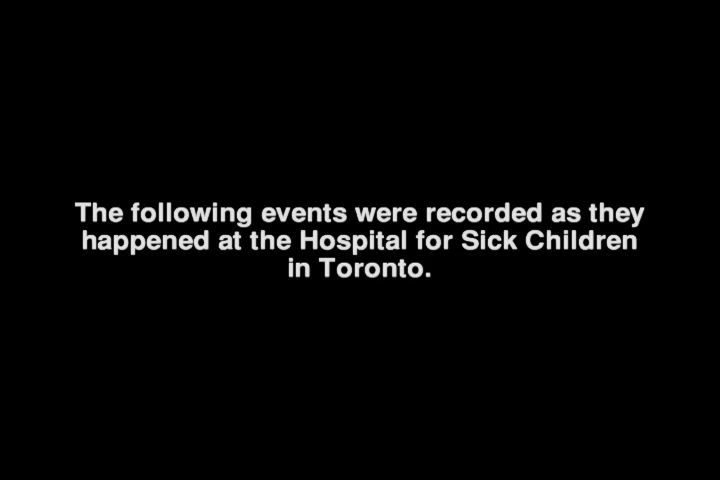 The following events were recorded as they
happened at the Hospital for Sick Children
in Toronto.